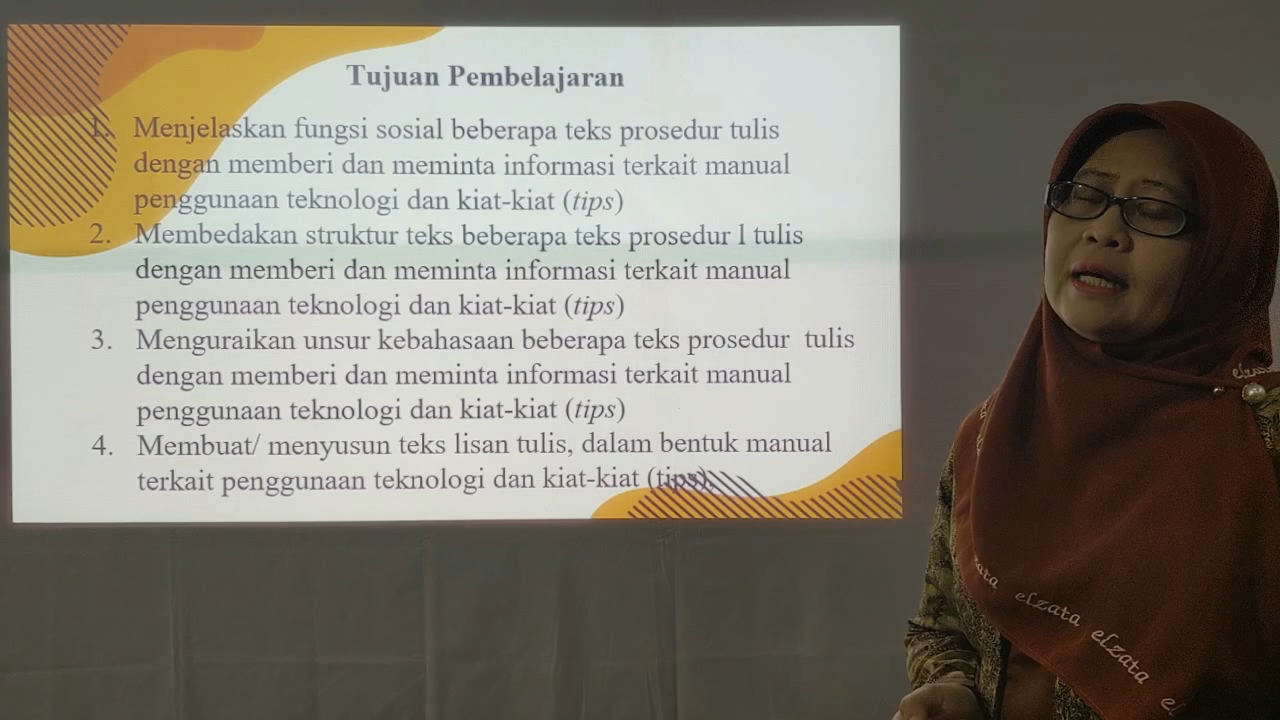 Tujuan Pembelajaran
1. Menjelaskan fungsi sosial beberapa teks prosedur tulis
dengan memberi dan meminta informasi terkait manual
penggunaan teknologi dan kiat-kiat (tips)
2. Membedakan struktur teks beberapa teks prosedur l tulis
dengan memberi dan meminta informasi terkait manual
penggunaan teknologi dan kiat-kiat (tips)
3. Menguraikan unsur kebahasaan beberapa teks prosedur tulis
dengan memberi dan meminta informasi terkait manual
penggunaan teknologi dan kiat-kiat (tips)
4. Membuat/ menyusun teks lisan tulis, dalam bentuk manual
terkait penggunaan teknologi dan kiat-kiat (tips).
elzata elzata